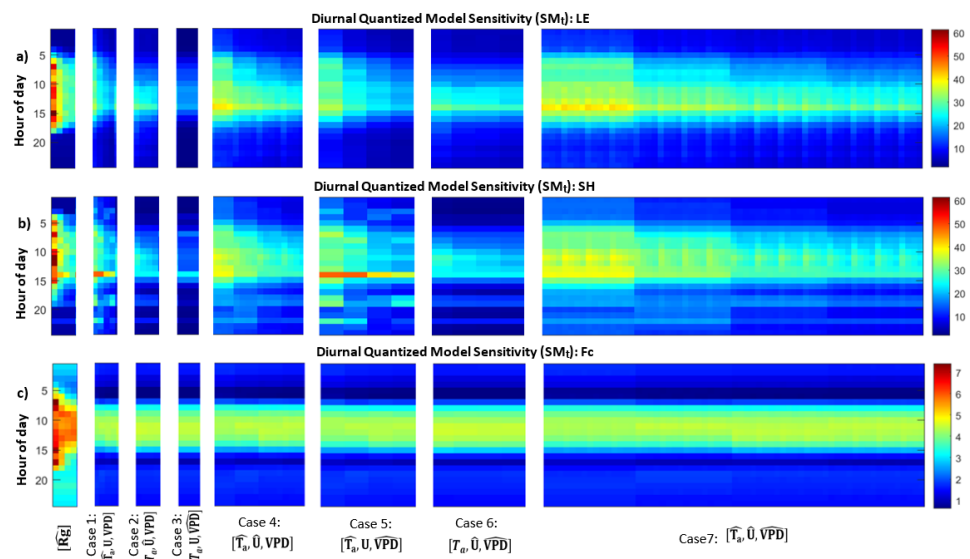 Diurnal Quantized Model Sensitivity (SMₜ): LE
a)
Hour of day
5
10
15
20
60
50
40
30
20
10
Diurnal Quantized Model Sensitivity (SMₜ): SH
b)
Hour of day
5
10
15
20
60
50
40
30
20
10
Diurnal Quantized Model Sensitivity (SMₜ): Fc
c)
Hour of day
5
10
15
20
7
6
5
4
3
2
1
[R̂g]
Case 1:
[T̂ₐ, U, VPD]
Case 2:
[Tₐ, Û, VPD]
Case 3:
[Tₐ, U, V̂P̂D̂]
Case 4:
[T̂ₐ, Û, VPD]
Case 5:
[T̂ₐ, U, V̂P̂D̂]
Case 6:
[Tₐ, Û, V̂P̂D̂]
Case7: [T̂ₐ, Û, V̂P̂D̂]